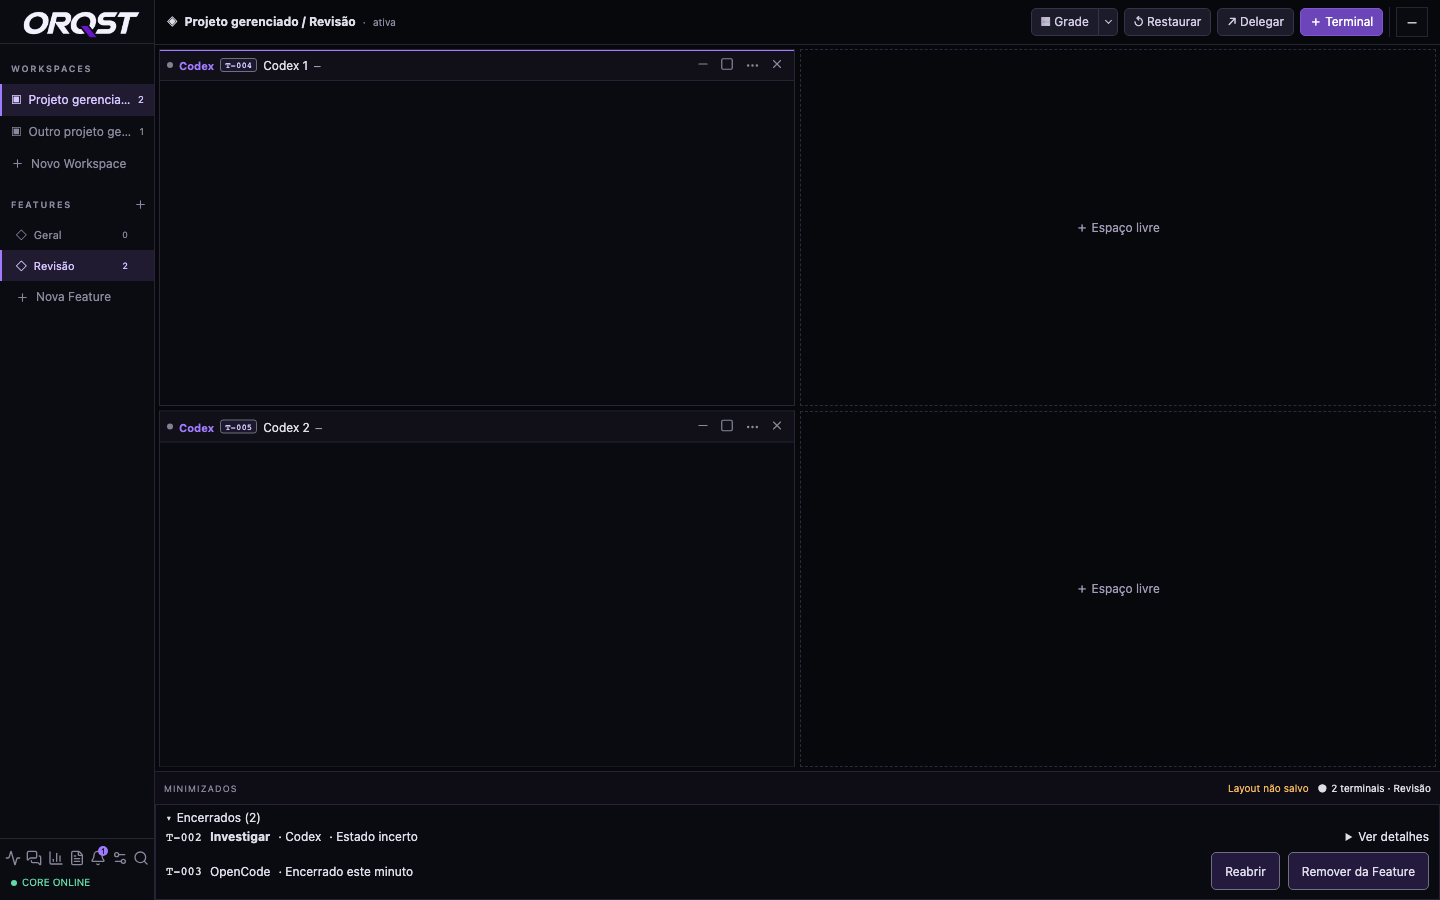 ORQST
Projeto gerenciado / Revisão · ativa
Grade
Restaurar
Delegar
+ Terminal
WORKSPACES
Projeto gerencia... 2
Outro projeto ge... 1
+ Novo Workspace
FEATURES +
Geral 0
Revisão 2
+ Nova Feature
Codex T-004 Codex 1 –
+ Espaço livre
Codex T-005 Codex 2 –
+ Espaço livre
MINIMIZADOS
Layout não salvo
2 terminais · Revisão
Encerrados (2)
T-002 Investigar · Codex · Estado incerto
Ver detalhes
T-003 OpenCode · Encerrado este minuto
Reabrir
Remover da Feature
1
CORE ONLINE